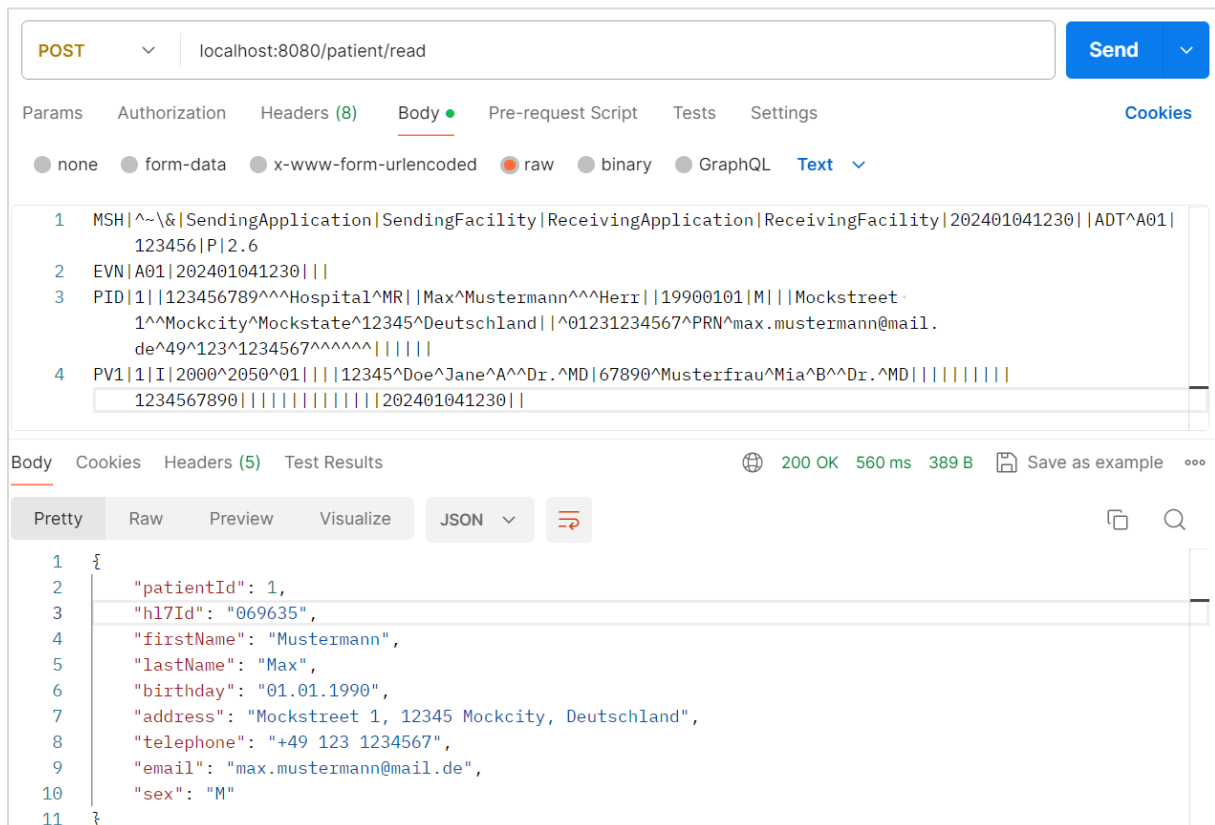 POST localhost:8080/patient/read Send
Params Authorization Headers (8) Body Pre-request Script Tests Settings Cookies
none form-data x-www-form-urlencoded raw binary GraphQL Text
1 MSH|^~\&|SendingApplication|SendingFacility|ReceivingApplication|ReceivingFacility|202401041230||ADT^A01|
123456|P|2.6
2 EVN|A01|202401041230|||
3 PID|1||123456789^^^Hospital^MR||Max^Mustermann^^^Herr||19900101|M|||Mockstreet
1^^Mockcity^Mockstate^12345^Deutschland||^01231234567^PRN^max.mustermann@mail.
de^49^123^1234567^^^^^^||||||
4 PV1|1|I|2000^2050^01||||12345^Doe^Jane^A^^Dr.^MD|67890^Musterfrau^Mia^B^^Dr.^MD||||||||||
1234567890|||||||||||||||202401041230||
Body Cookies Headers (5) Test Results 200 OK 560 ms 389 B Save as example
Pretty Raw Preview Visualize JSON
1 {
2 "patientId": 1,
3 "hl7Id": "069635",
4 "firstName": "Mustermann",
5 "lastName": "Max",
6 "birthday": "01.01.1990",
7 "address": "Mockstreet 1, 12345 Mockcity, Deutschland",
8 "telephone": "+49 123 1234567",
9 "email": "max.mustermann@mail.de",
10 "sex": "M"
11 }